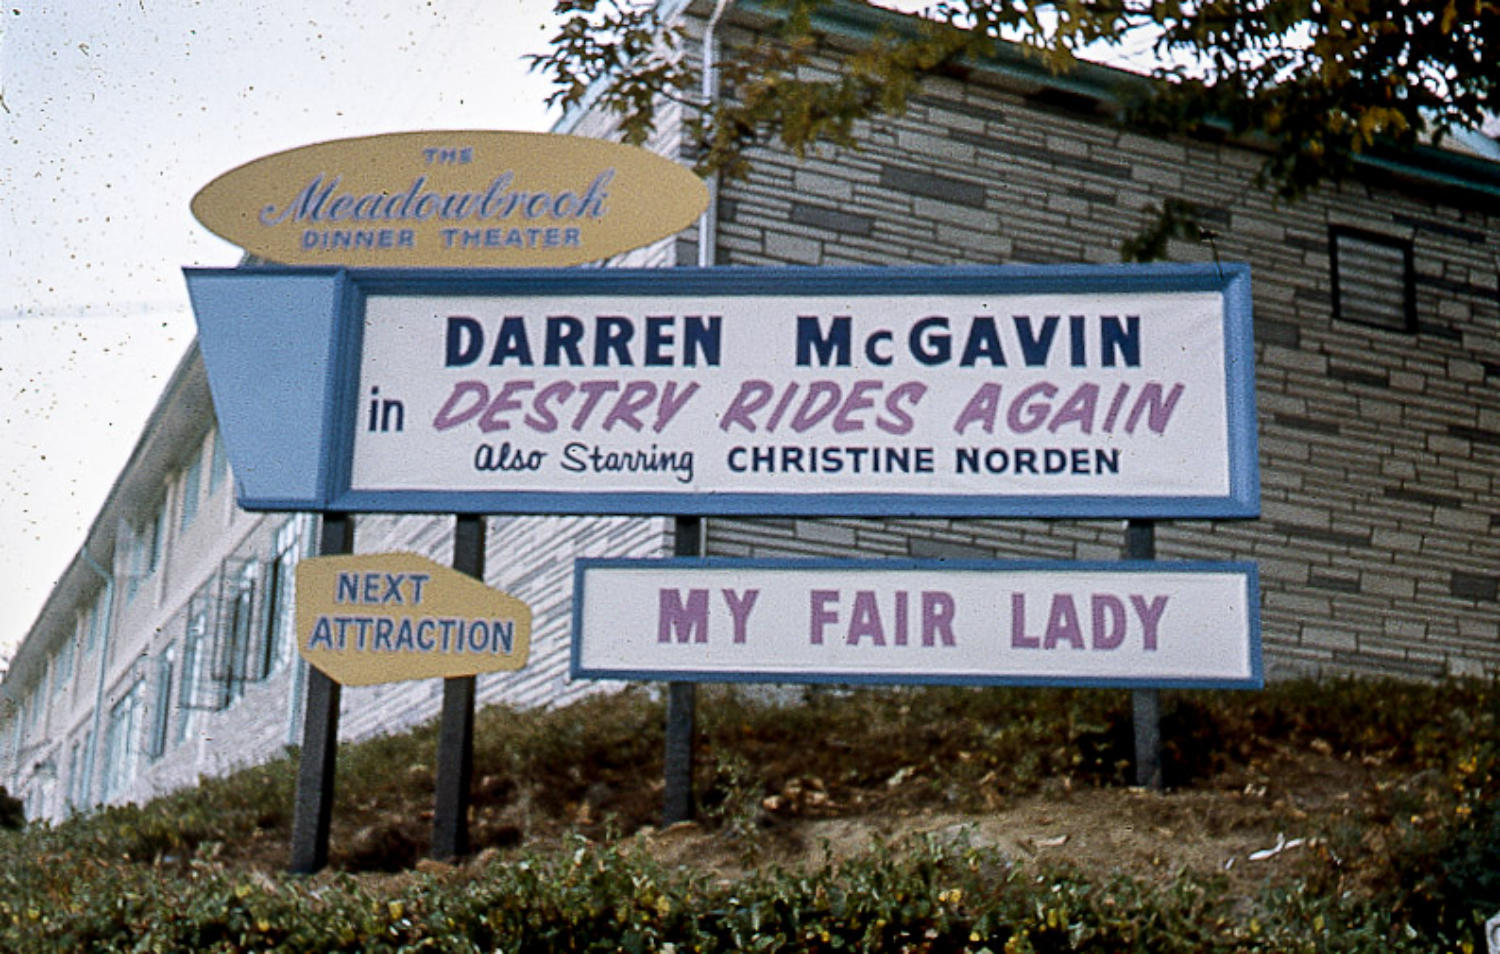 THE
Meadowbrook
DINNER THEATER
DARREN McGAVIN
in DESTRY RIDES AGAIN
Also Starring CHRISTINE NORDEN
NEXT
ATTRACTION
MY FAIR LADY